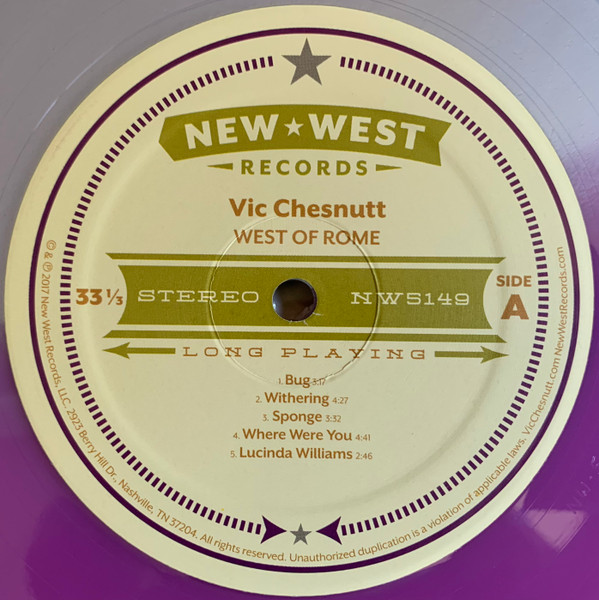 NEW★WEST
RECORDS
Vic Chesnutt
WEST OF ROME
33 ⅓
STEREO
NW5149
SIDE
A
LONG PLAYING
1. Bug 3:17
2. Withering 4:27
3. Sponge 3:32
4. Where Were You 4:41
5. Lucinda Williams 2:46
© & ℗ 2017 New West Records, LLC. 2923 Berry Hill Dr., Nashville, TN 37204. All rights reserved. Unauthorized duplication is a violation of applicable laws. VicChesnutt.com NewWestRecords.com